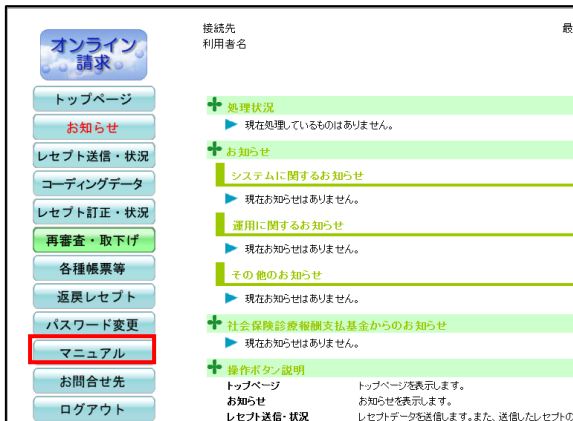 オンライン
請求
トップページ
お知らせ
レセプト送信・状況
コーディングデータ
レセプト訂正・状況
再審査・取下げ
各種帳票等
返戻レセプト
パスワード変更
マニュアル
お問合せ先
ログアウト
接続先 最
利用者名
処理状況
現在処理しているものはありません。
お知らせ
システムに関するお知らせ
現在お知らせはありません。
運用に関するお知らせ
現在お知らせはありません。
その他のお知らせ
現在お知らせはありません。
社会保険診療報酬支払基金からのお知らせ
現在お知らせはありません。
操作ボタン説明
トップページ トップページを表示します。
お知らせ お知らせを表示します。
レセプト送信・状況 レセプトデータを送信します。また、送信したレセプトの